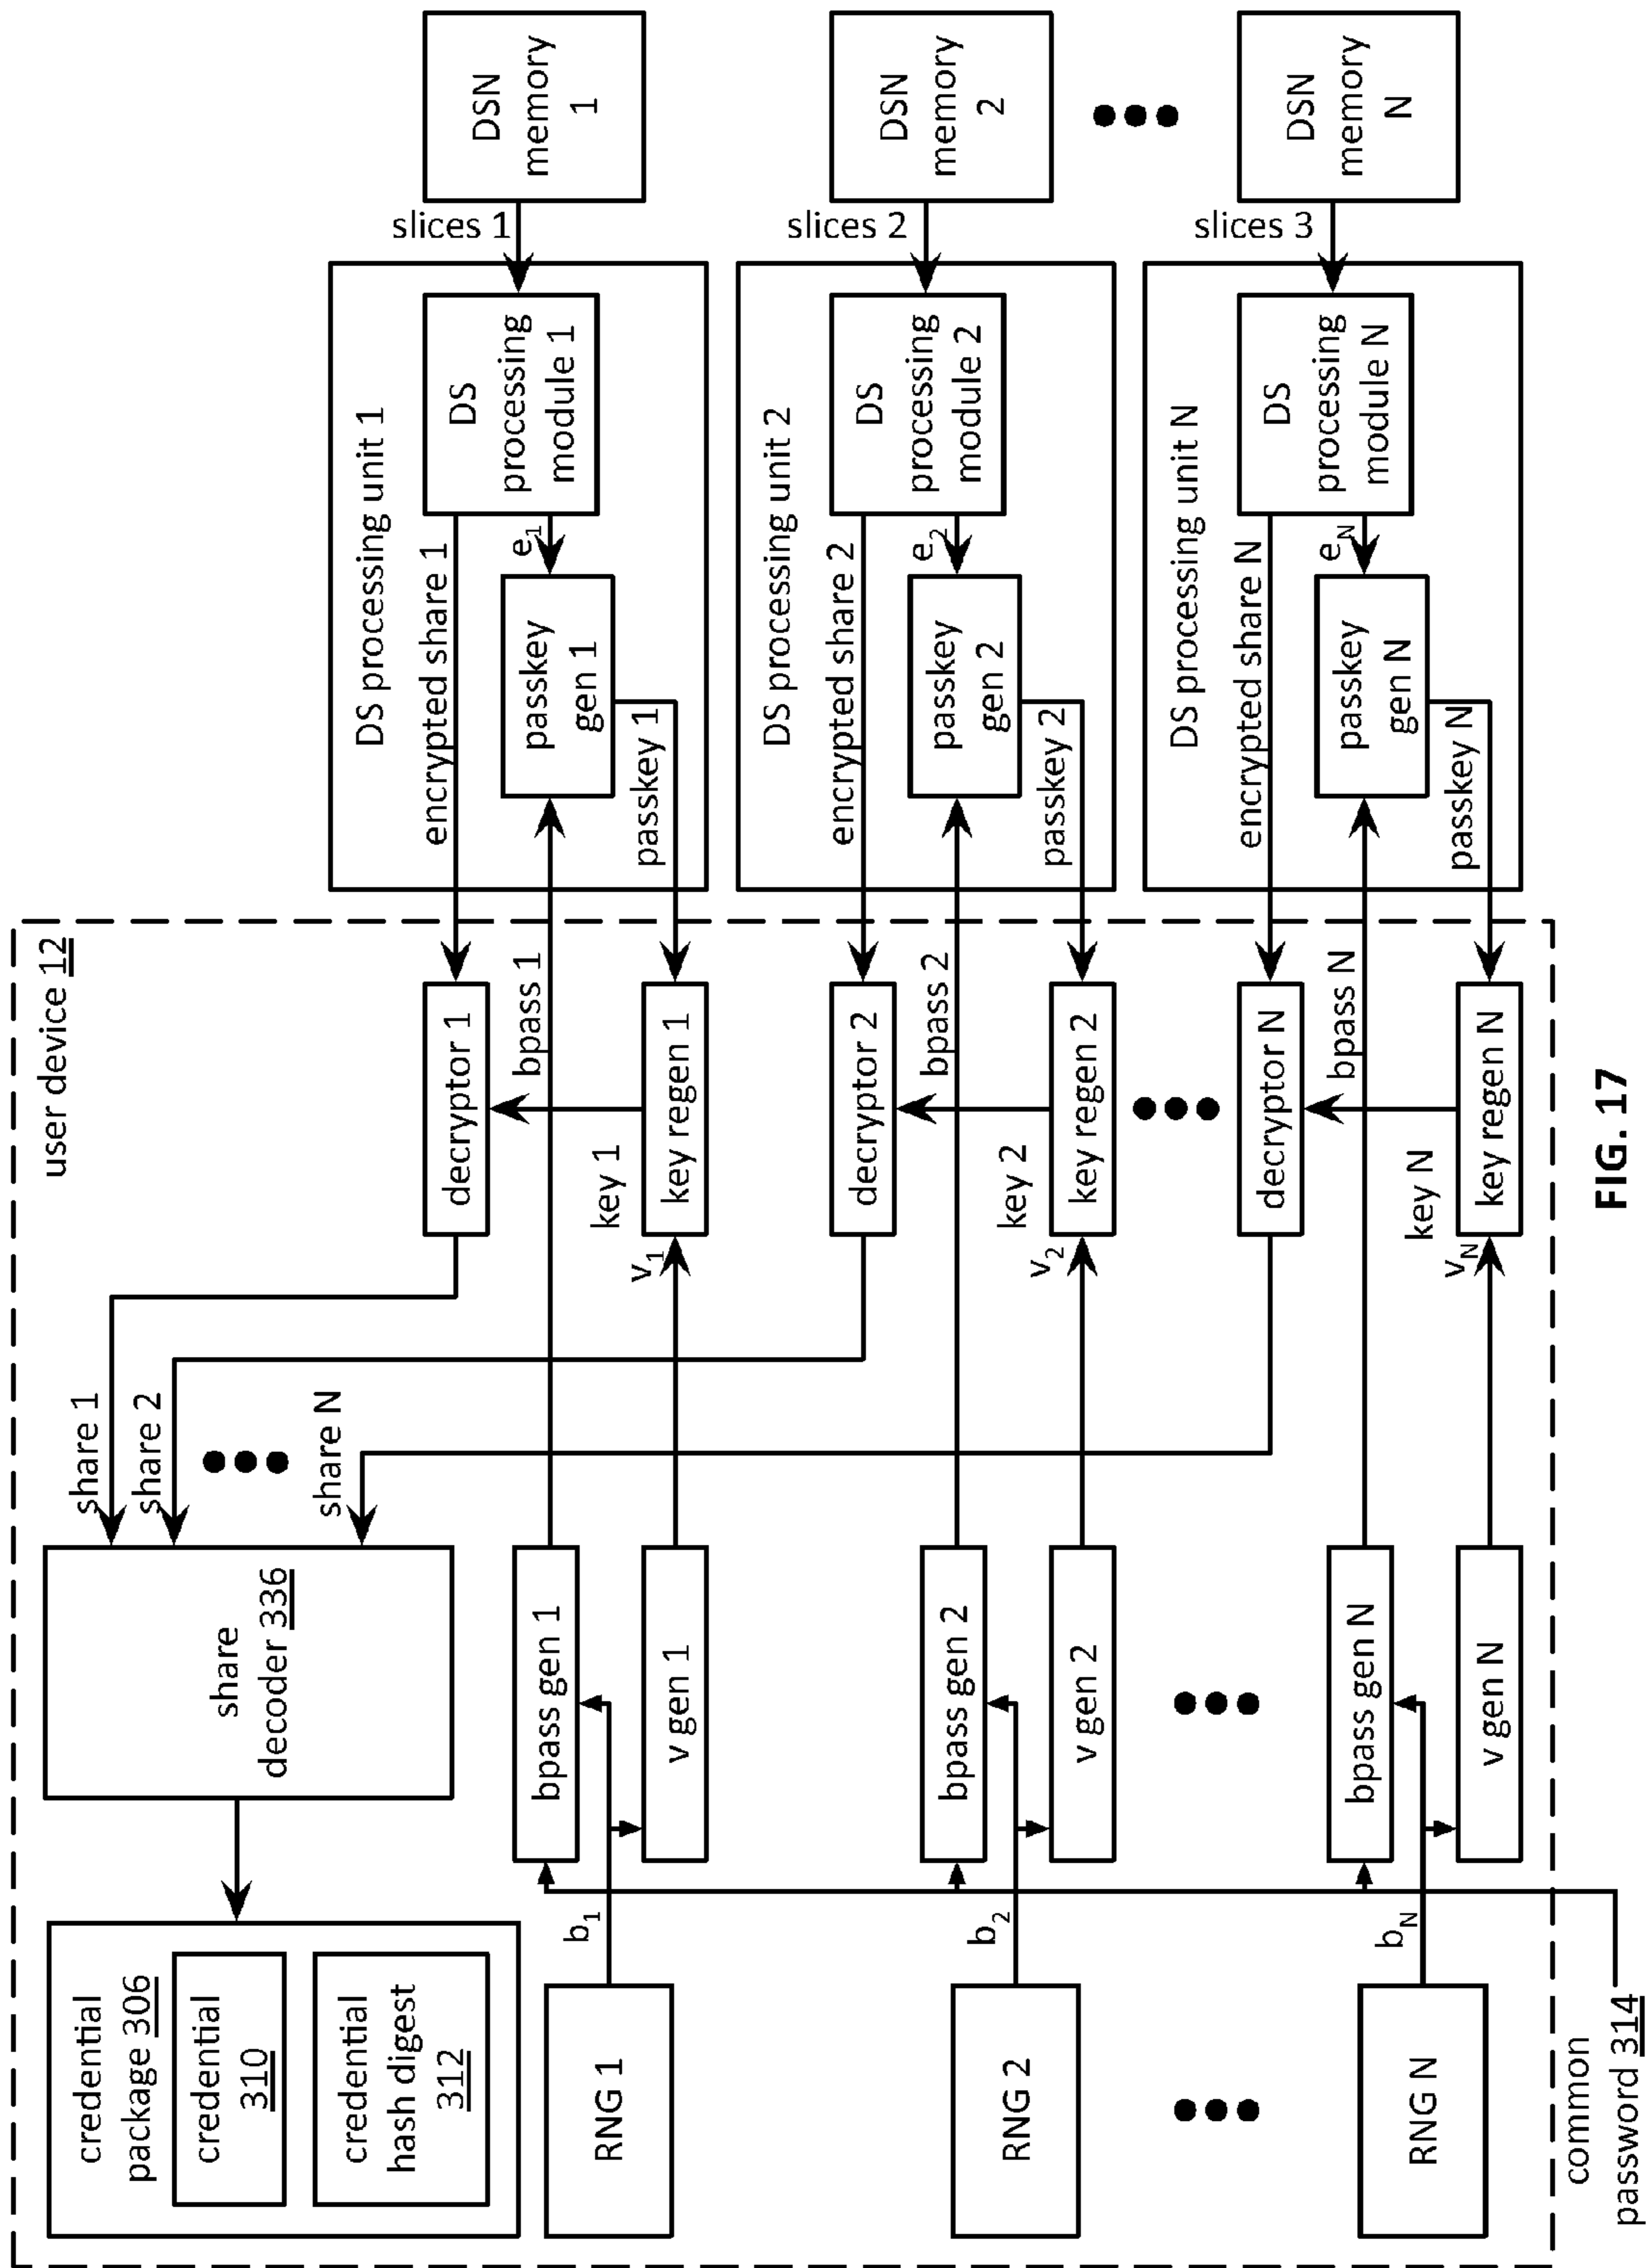 user device 12
credential
package 306
credential
310
credential
hash digest
312
share
decoder 336
share 1
share 2
share N
RNG 1
b1
bpass gen 1
v gen 1
v1
key 1
decryptor 1
key regen 1
bpass 1
DS processing unit 1
encrypted share 1
passkey
gen 1
passkey 1
e1
DS
processing
module 1
slices 1
DSN
memory
1
RNG 2
b2
bpass gen 2
v gen 2
v2
key 2
decryptor 2
key regen 2
bpass 2
DS processing unit 2
encrypted share 2
passkey
gen 2
passkey 2
e2
DS
processing
module 2
slices 2
DSN
memory
2
RNG N
bN
bpass gen N
v gen N
vN
key N
decryptor N
key regen N
bpass N
DS processing unit N
encrypted share N
passkey
gen N
passkey N
eN
DS
processing
module N
slices 3
DSN
memory
N
common
password 314
FIG. 17